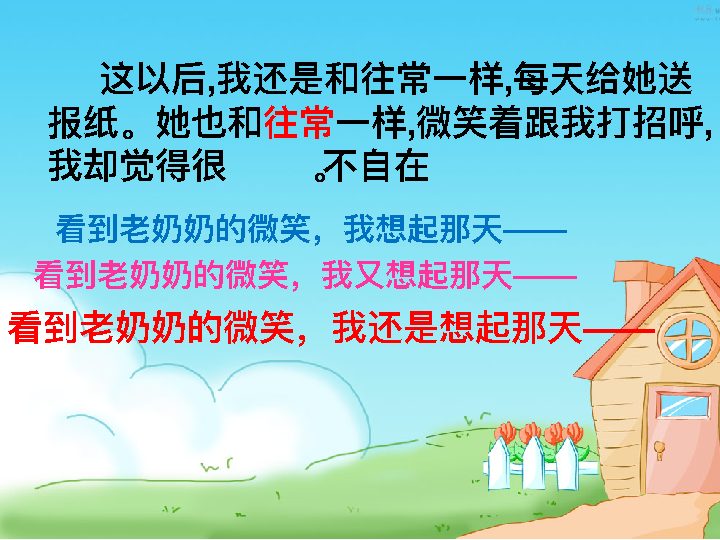 这以后,我还是和往常一样,每天给她送
报纸。她也和往常一样,微笑着跟我打招呼,
我却觉得很 。不自在
看到老奶奶的微笑，我想起那天——
看到老奶奶的微笑，我又想起那天——
看到老奶奶的微笑，我还是想起那天——